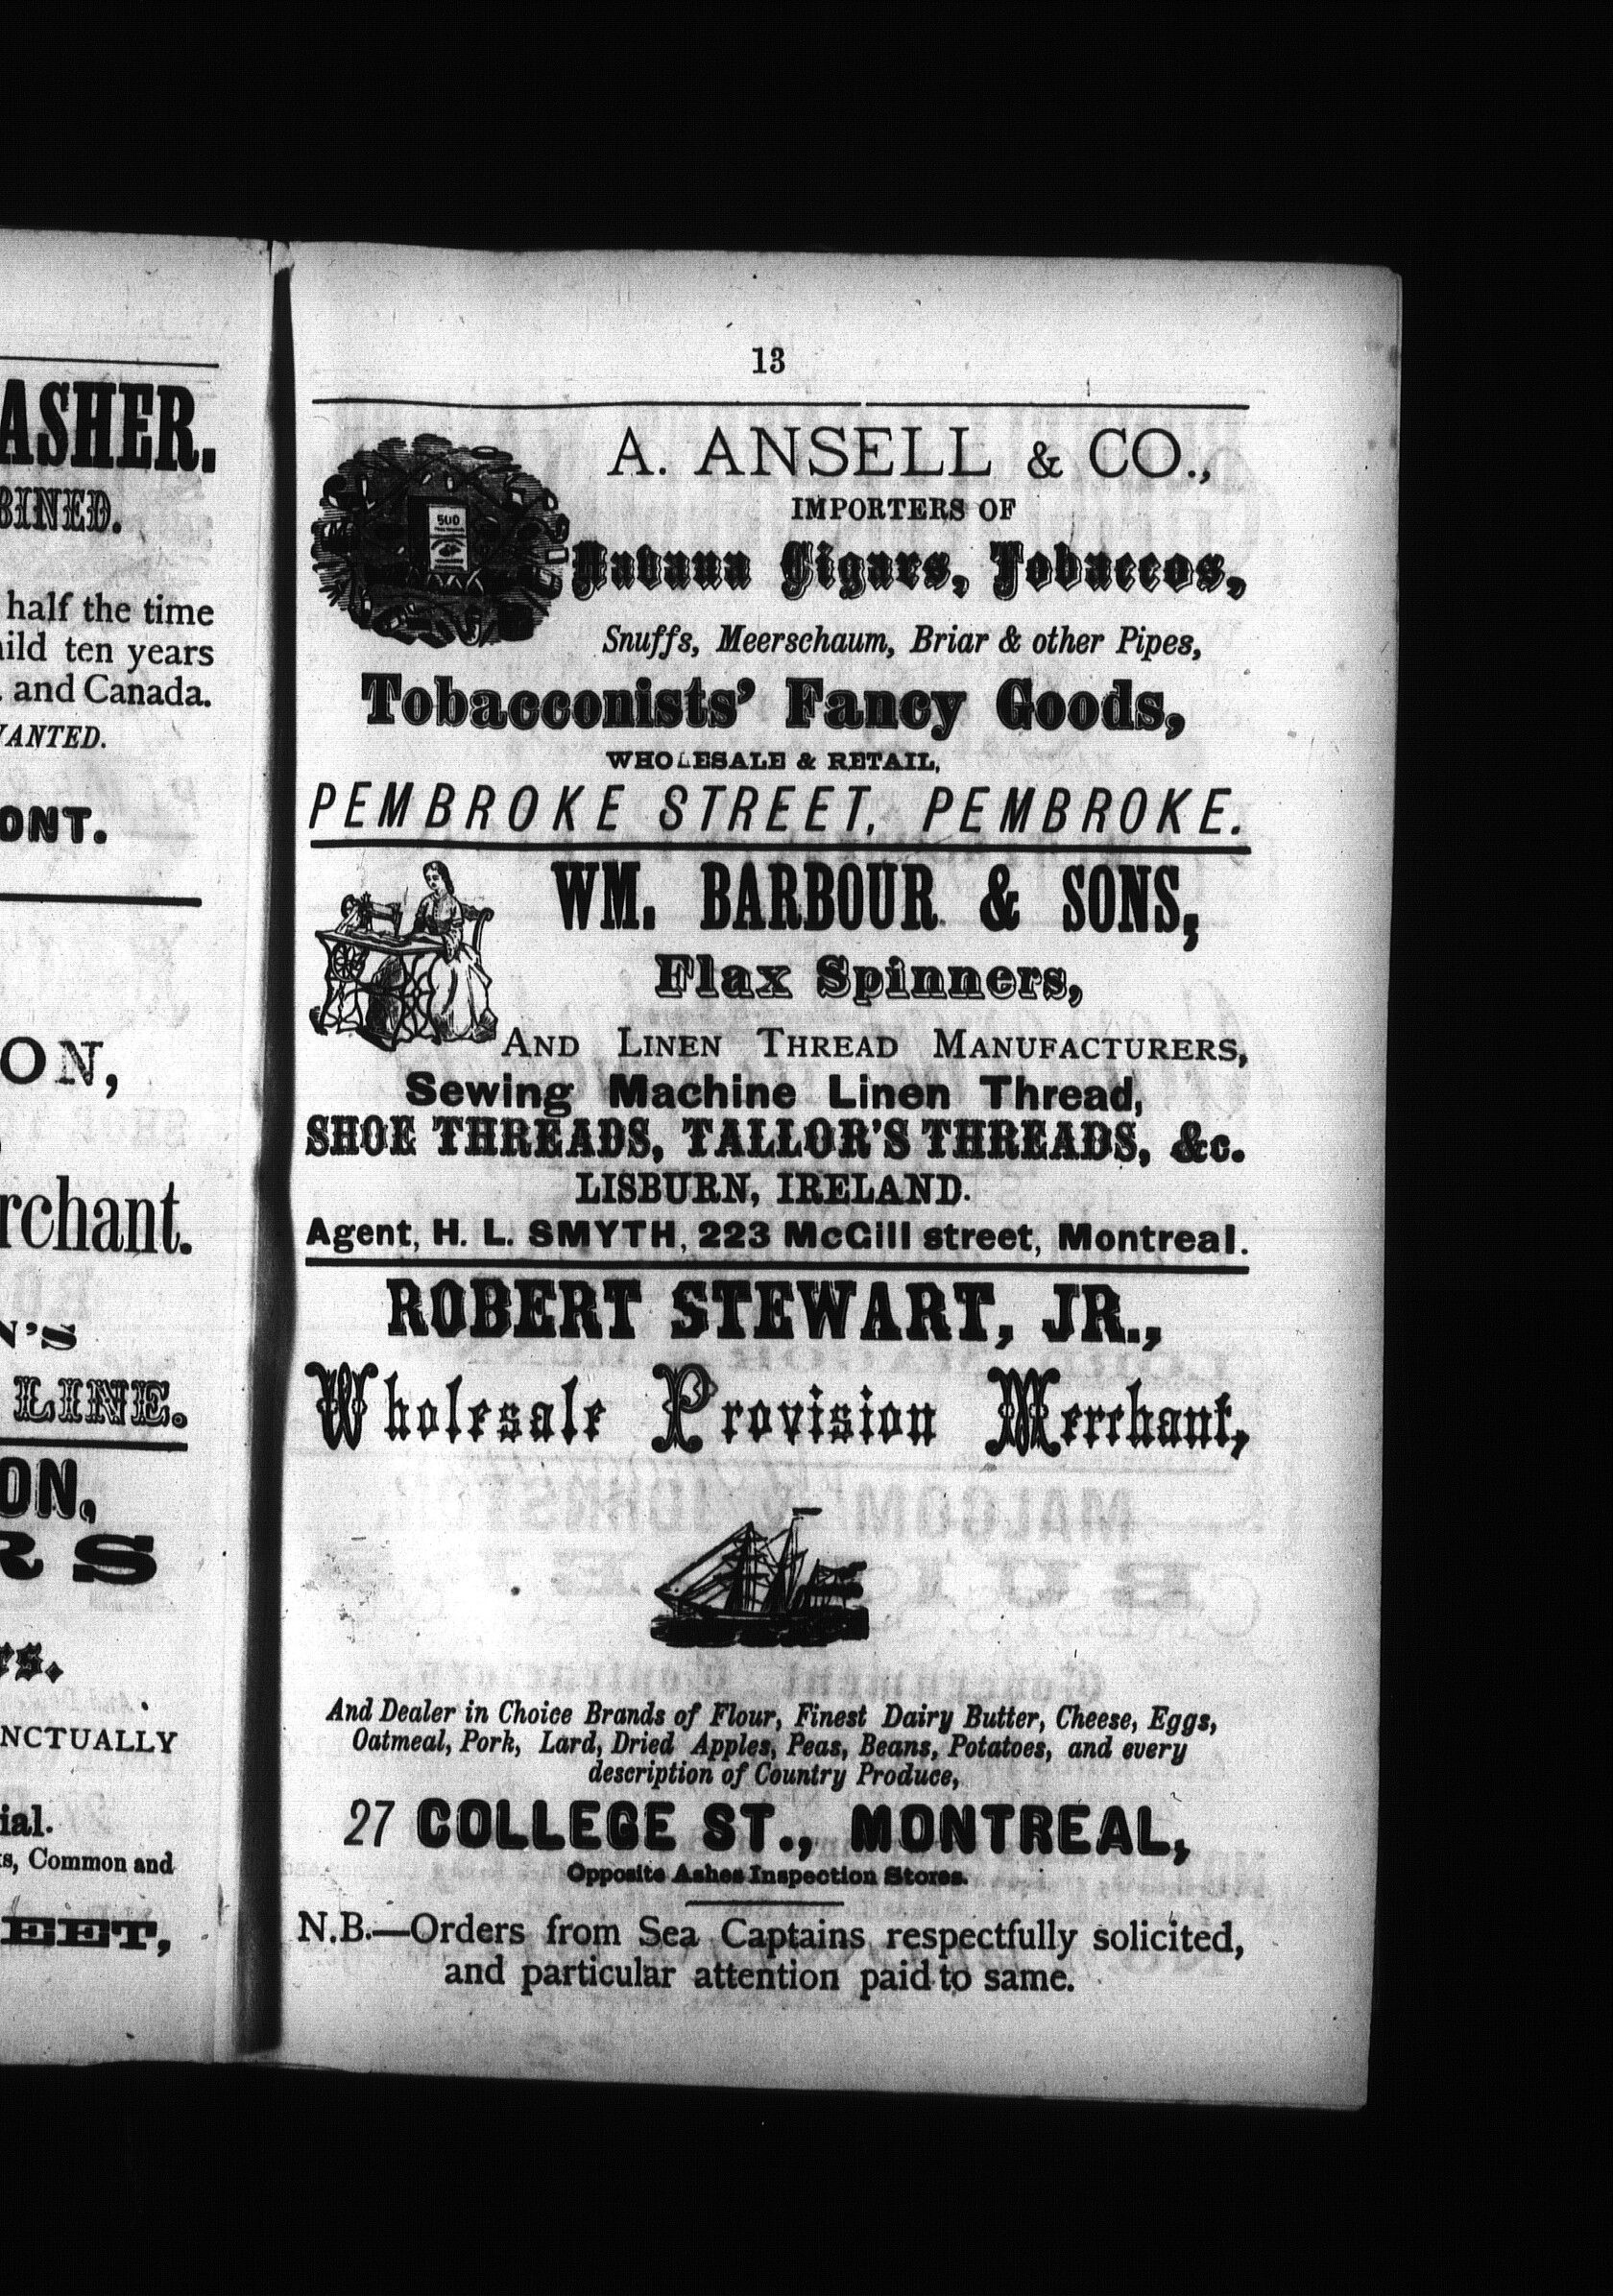 ASHER.
BINED.
half the time
ild ten years
. and Canada.
ANTED.
ONT.
ON,
rchant.
N'S
LINE.
ON,
RS
rs.
NCTUALLY
ial.
s, Common and
EET,
13
A. ANSELL & CO.,
IMPORTERS OF
500
Havana Cigars, Tobaccos,
Snuffs, Meerschaum, Briar & other Pipes,
Tobacconists' Fancy Goods,
WHOLESALE & RETAIL,
PEMBROKE STREET, PEMBROKE.
WM. BARBOUR & SONS,
Flax Spinners,
AND LINEN THREAD MANUFACTURERS,
Sewing Machine Linen Thread,
SHOE THREADS, TALLOR'S THREADS, &c.
LISBURN, IRELAND.
Agent, H. L. SMYTH, 223 McGill street, Montreal.
ROBERT STEWART, JR.,
Wholesale Provision Merchant,
And Dealer in Choice Brands of Flour, Finest Dairy Butter, Cheese, Eggs,
Oatmeal, Pork, Lard, Dried Apples, Peas, Beans, Potatoes, and every
description of Country Produce,
27 COLLEGE ST., MONTREAL,
Opposite Ashes Inspection Stores.
N.B.—Orders from Sea Captains respectfully solicited,
and particular attention paid to same.